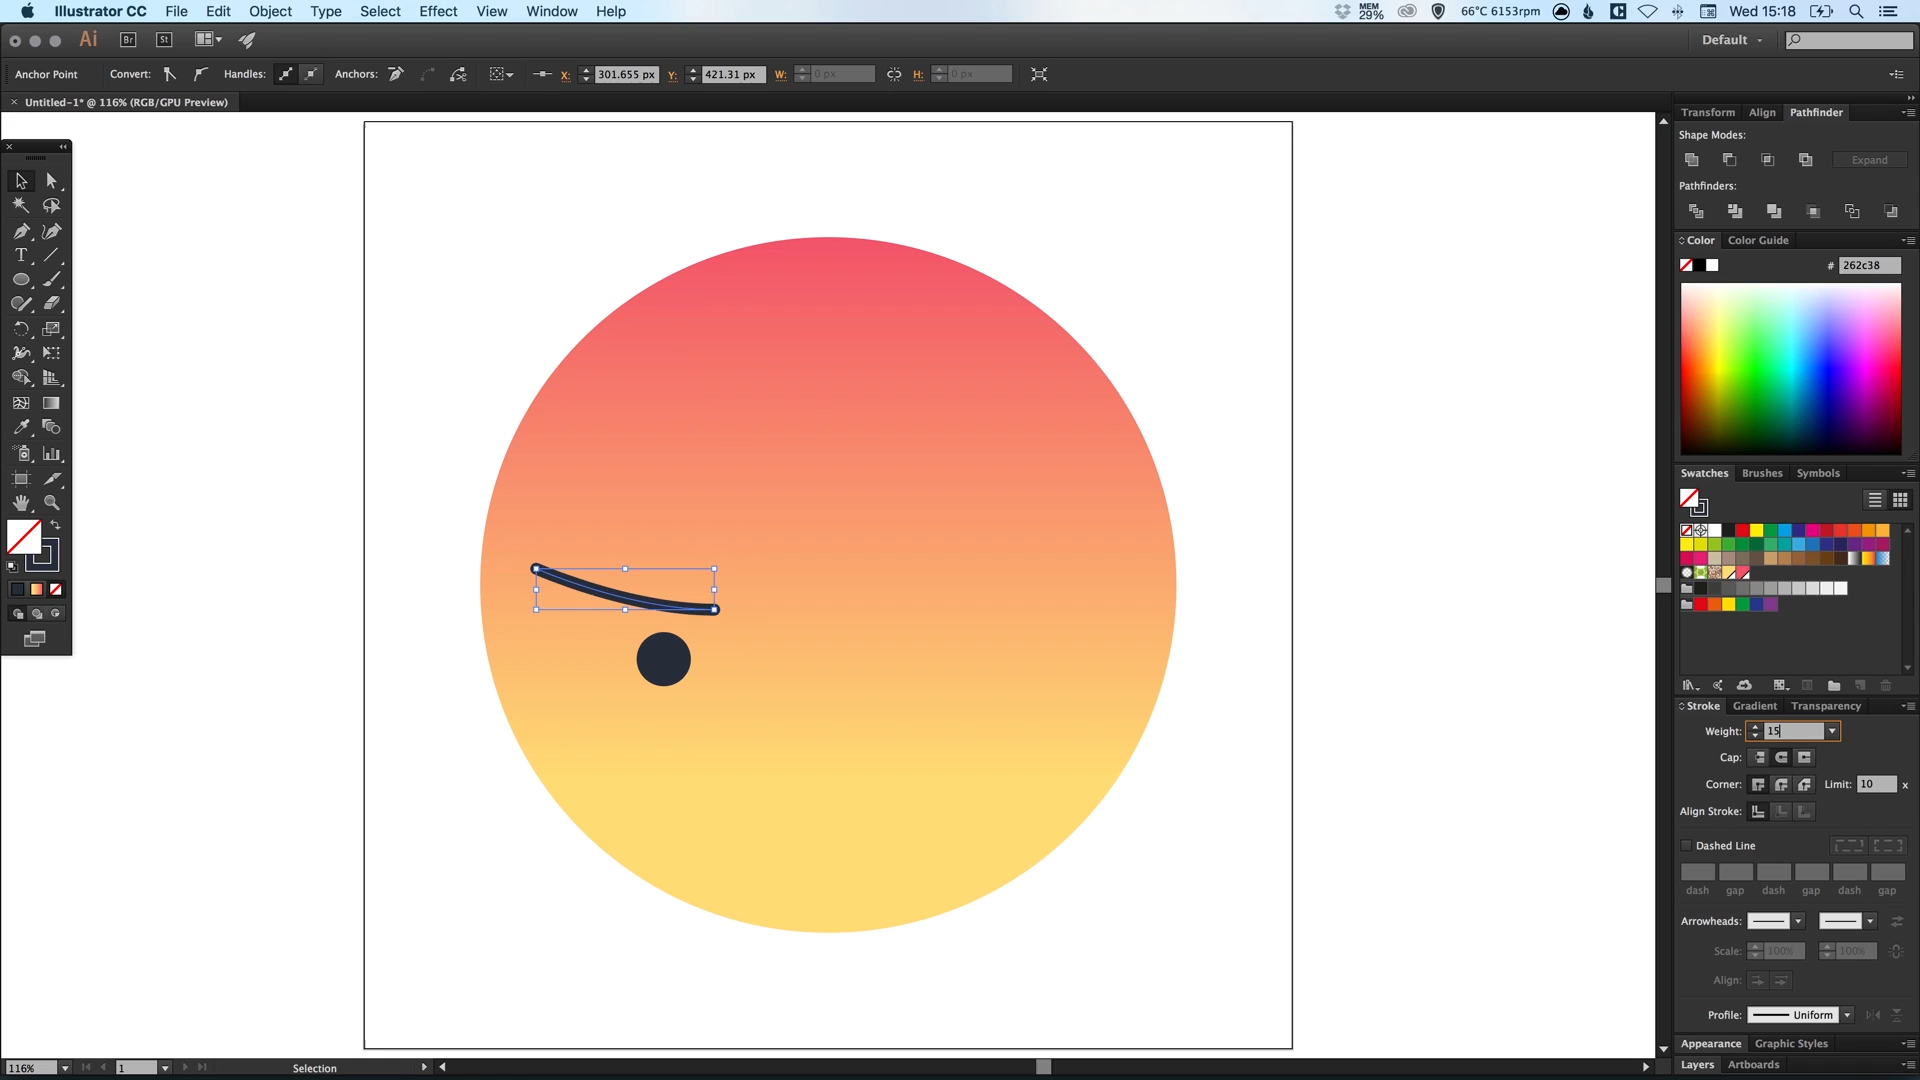 Illustrator CC File Edit Object Type Select Effect View Window Help MEM 29% 66°C 6153rpm Wed 15:18
Ai Br St Default
Anchor Point Convert: Handles: Anchors: X: 301.655 px Y: 421.31 px W: 0 px H: 0 px
× Untitled-1* @ 116% (RGB/GPU Preview)
Transform Align Pathfinder
Shape Modes:
Expand
Pathfinders:
Color Color Guide
# 262c38
Swatches Brushes Symbols
Stroke Gradient Transparency
Weight: 15
Cap:
Corner: Limit: 10 x
Align Stroke:
Dashed Line
dash gap dash gap dash gap
Arrowheads:
Scale: 100% 100%
Align:
Profile: Uniform
Appearance Graphic Styles
Layers Artboards
116% 1 Selection